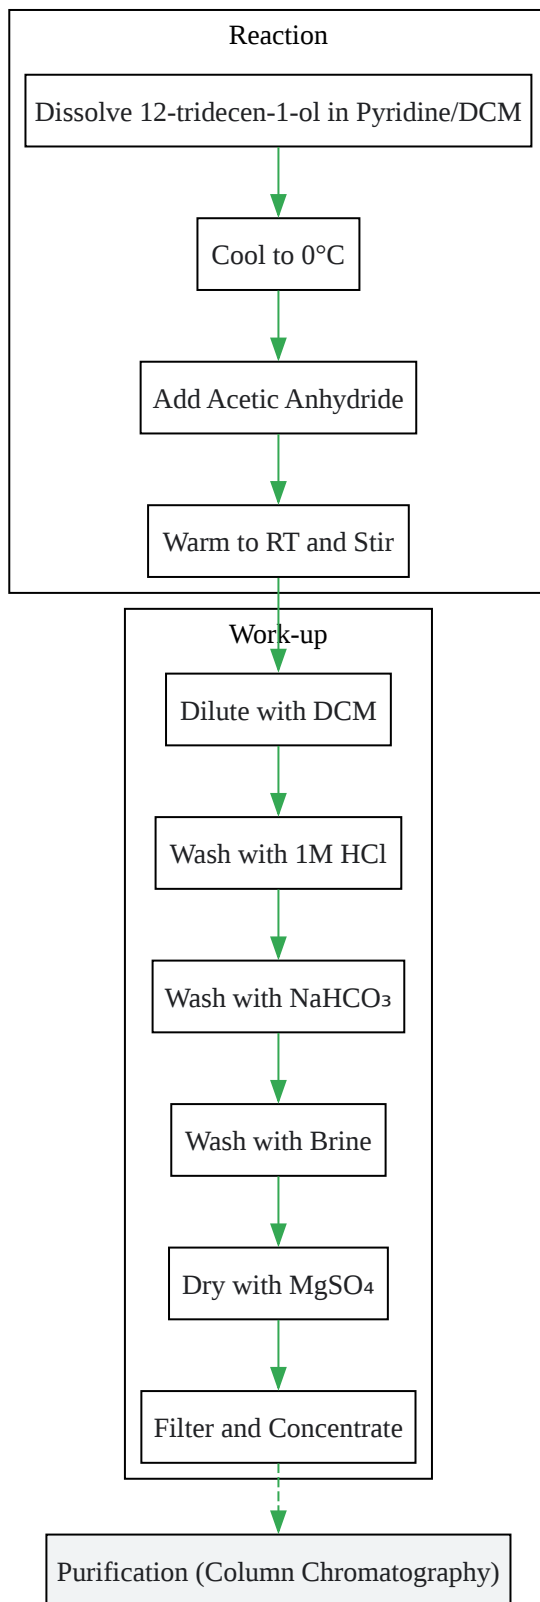 Reaction
Dissolve 12-tridecen-1-ol in Pyridine/DCM
Cool to 0°C
Add Acetic Anhydride
Warm to RT and Stir
Work-up
Dilute with DCM
Wash with 1M HCl
Wash with NaHCO₃
Wash with Brine
Dry with MgSO₄
Filter and Concentrate
Purification (Column Chromatography)